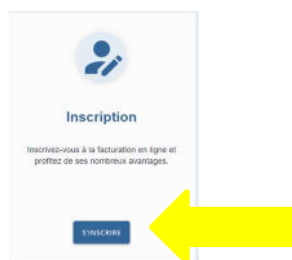 Inscription
Inscrivez-vous à la facturation en ligne et
profitez de ses nombreux avantages.
S'INSCRIRE